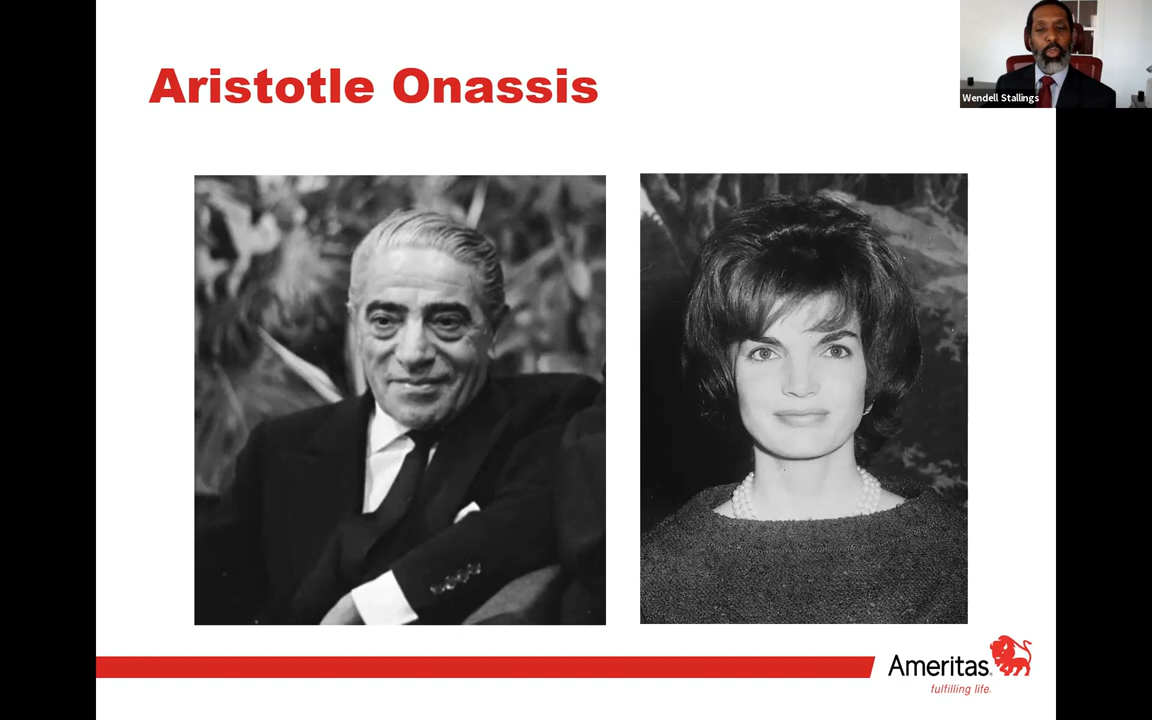 Aristotle Onassis
Wendell Stallings
Ameritas
fulfilling life